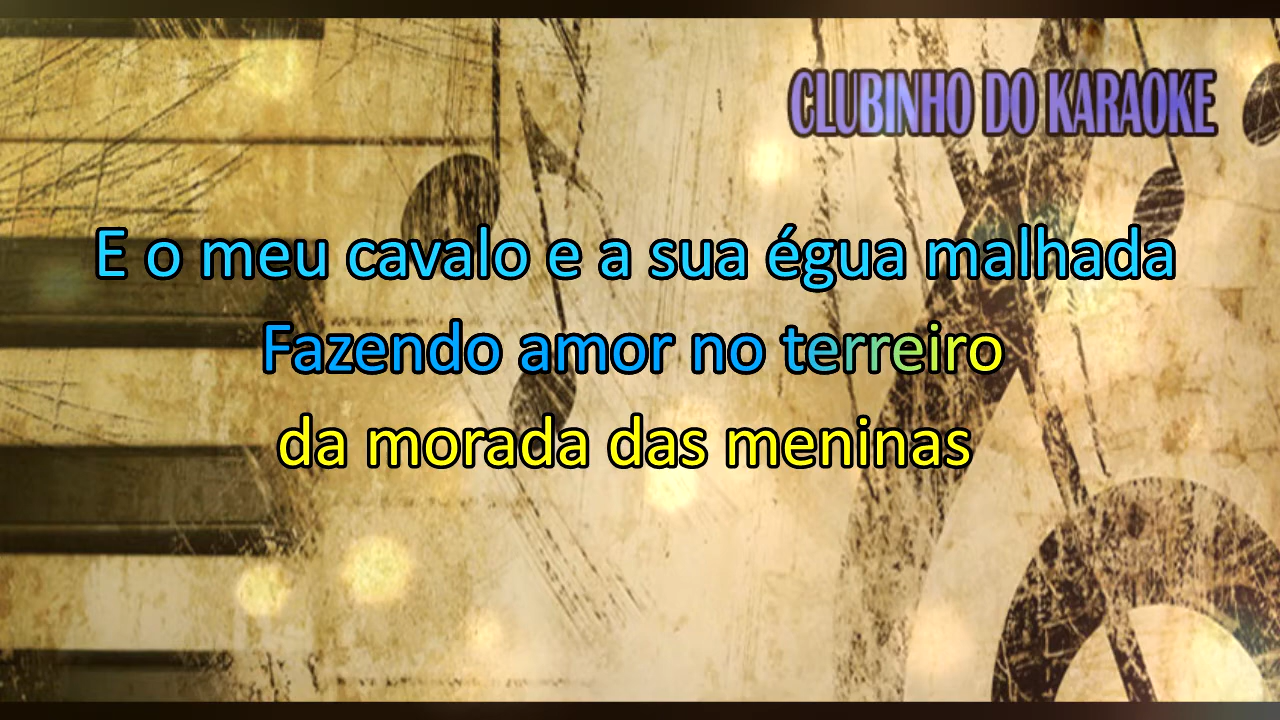 CLUBINHO DO KARAOKE
E o meu cavalo e a sua égua malhada
Fazendo amor no terreiro
da morada das meninas